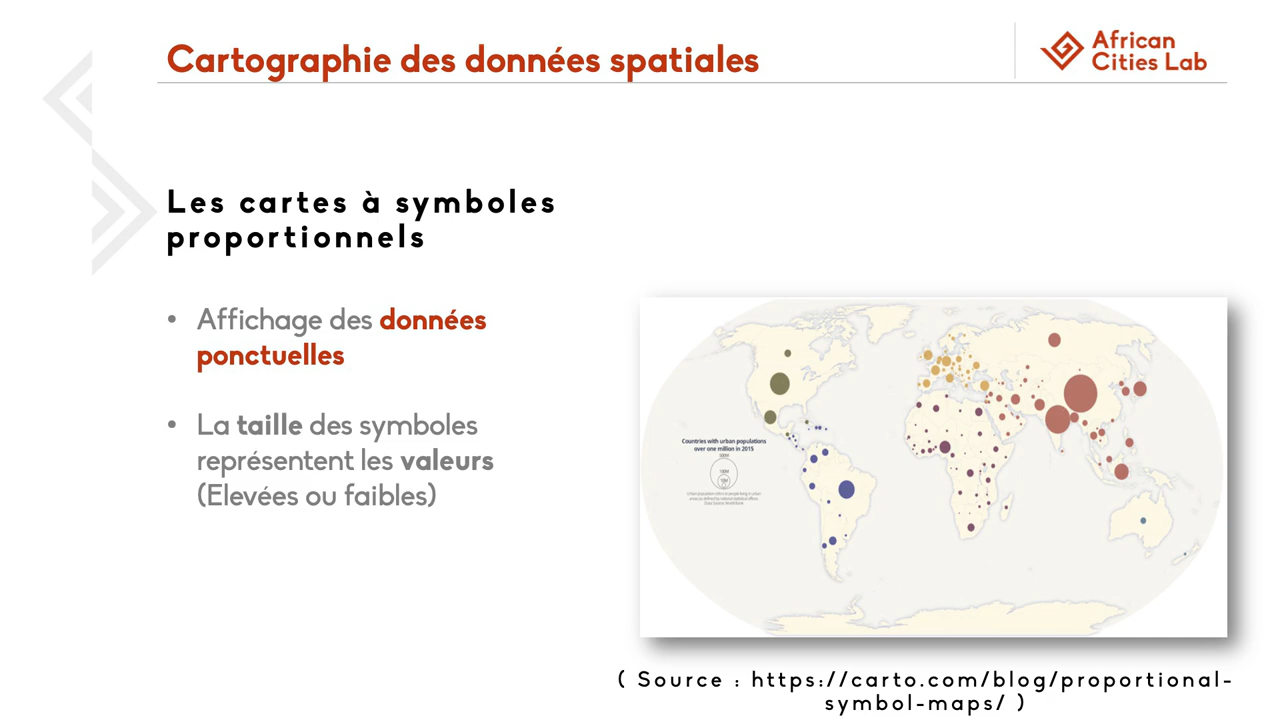 Cartographie des données spatiales
African
Cities Lab
Les cartes à symboles
proportionnels
• Affichage des données
ponctuelles
• La taille des symboles
représentent les valeurs
(Elevées ou faibles)
Countries with urban populations
over one million in 2015
( Source : https://carto.com/blog/proportional-
symbol-maps/ )